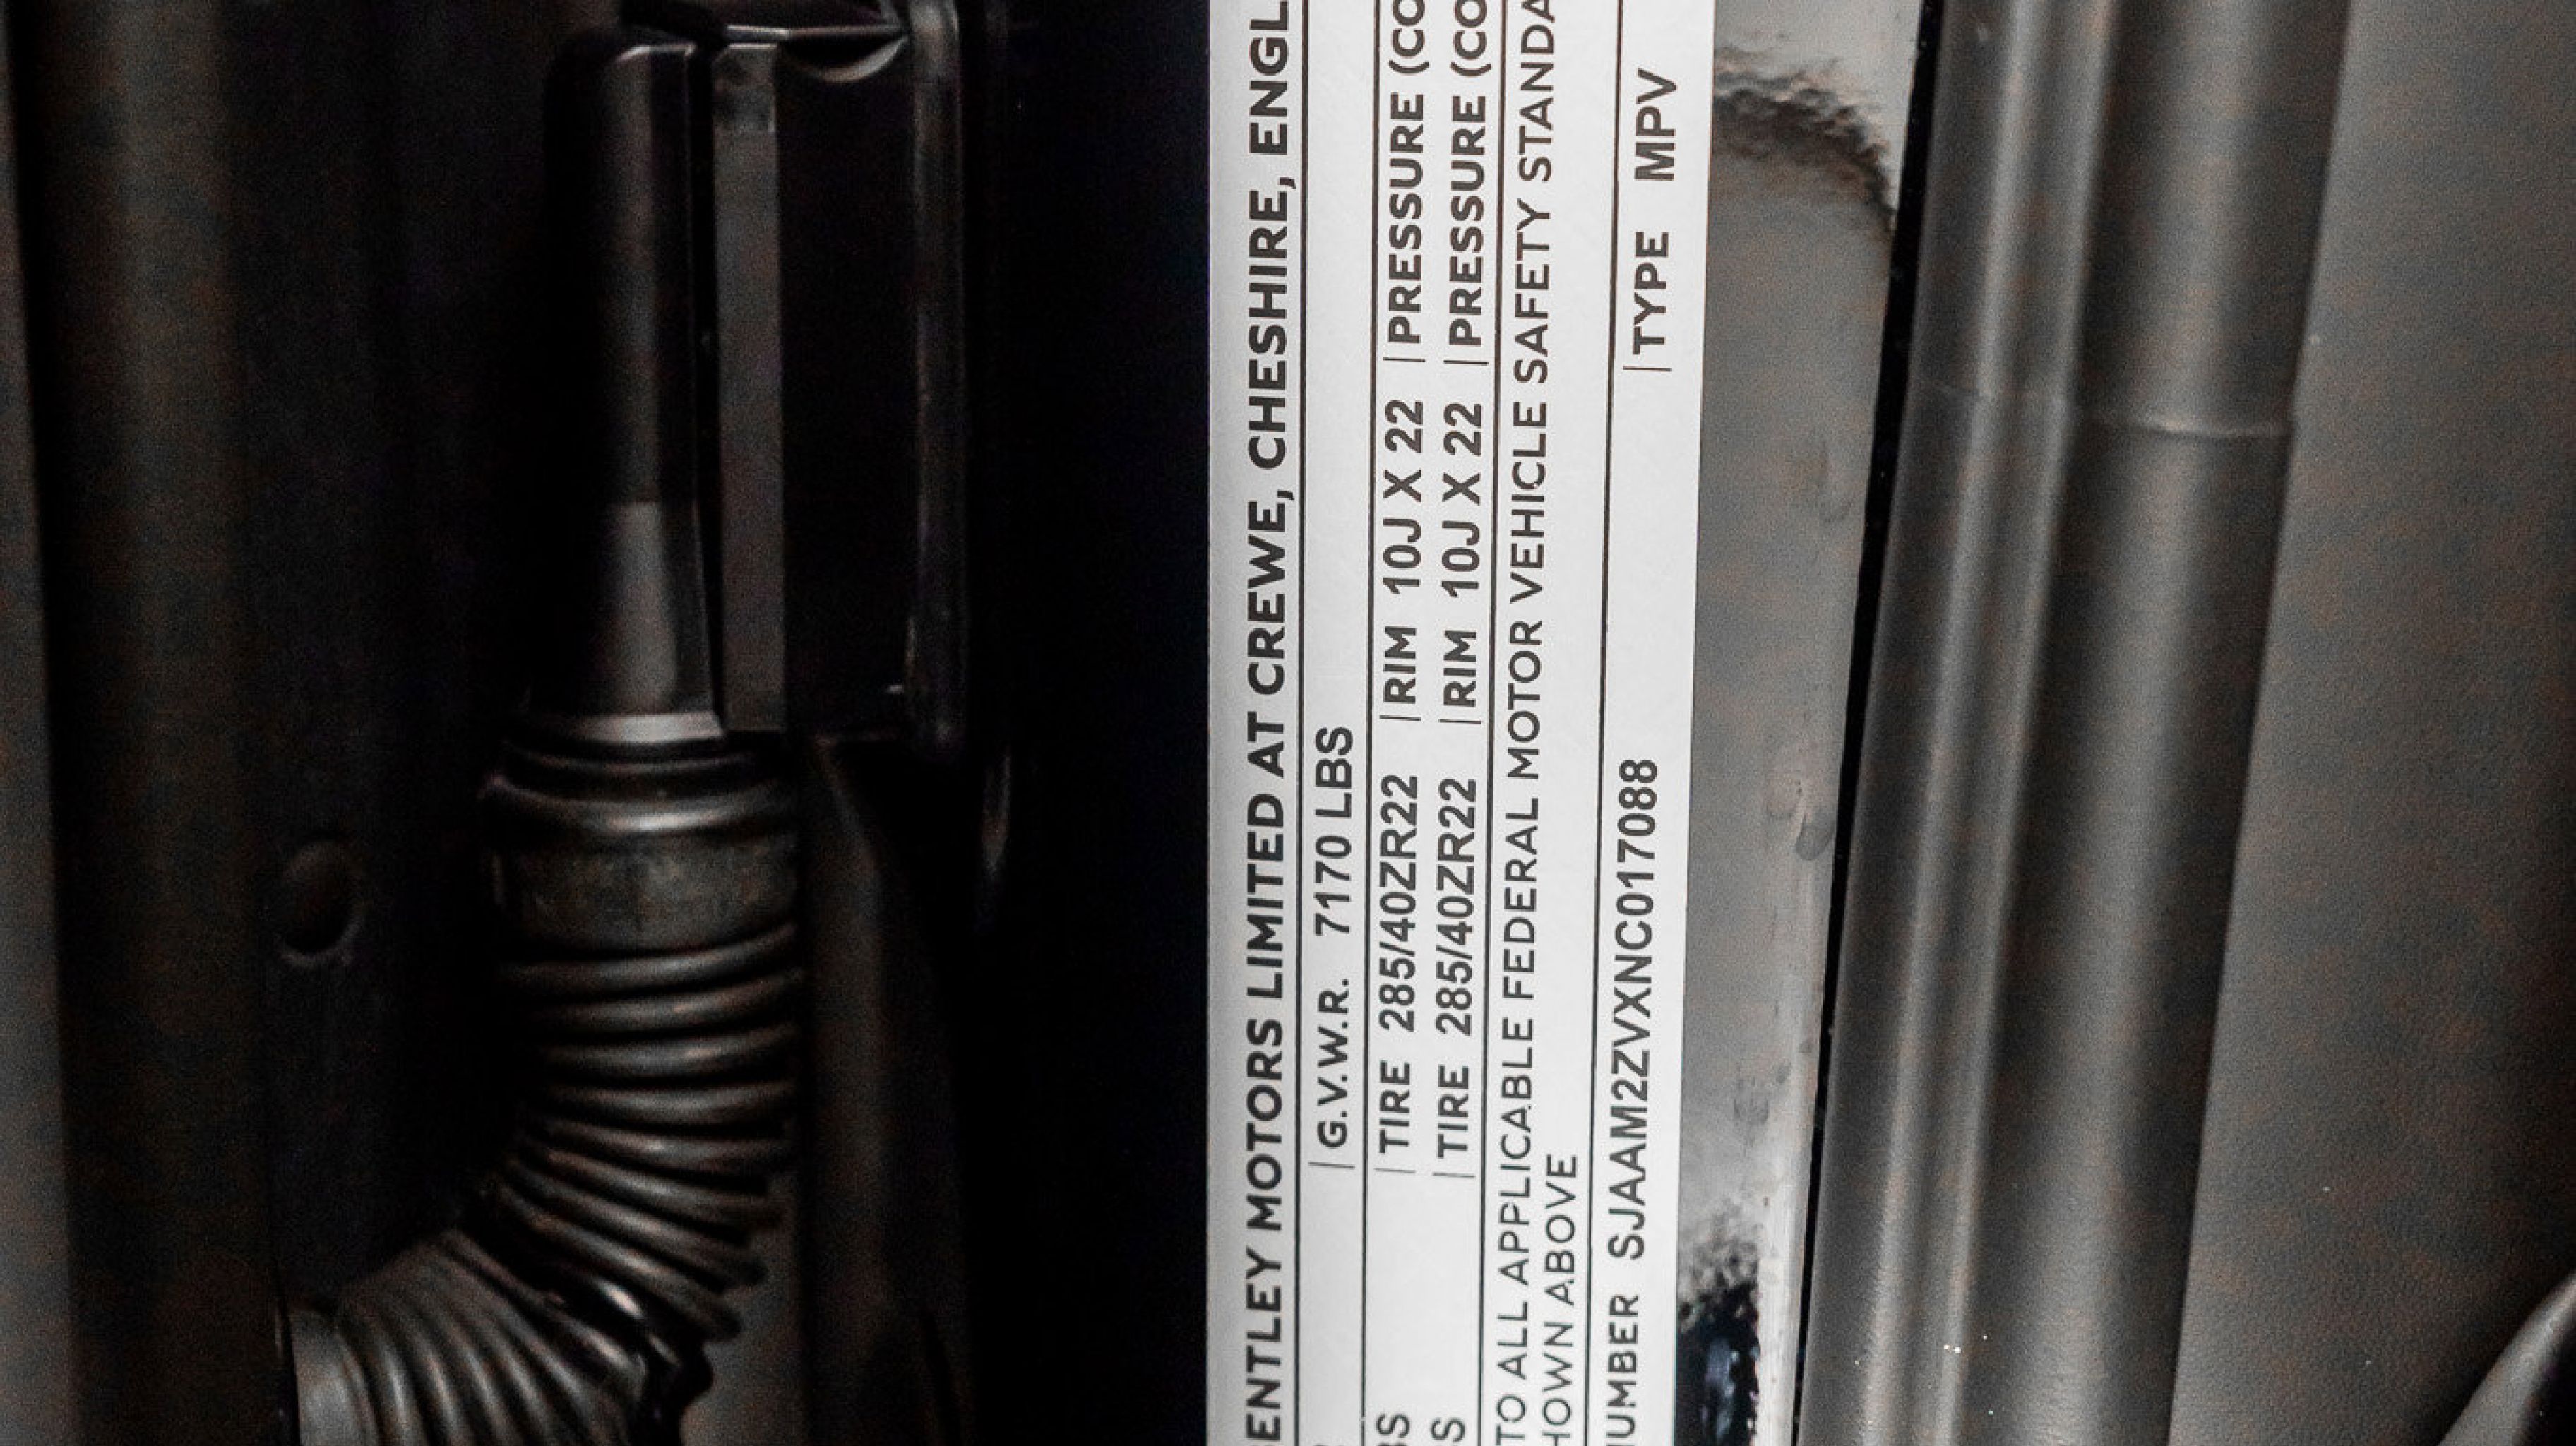 ENTLEY MOTORS LIMITED AT CREWE, CHESHIRE, ENGL
G.V.W.R. 7170 LBS
BS |TIRE 285/40ZR22 |RIM 10J X 22 |PRESSURE (CO
S |TIRE 285/40ZR22 |RIM 10J X 22 |PRESSURE (CO
TO ALL APPLICABLE FEDERAL MOTOR VEHICLE SAFETY STANDA
HOWN ABOVE
UMBER SJAAM2ZVXNC017088 |TYPE MPV